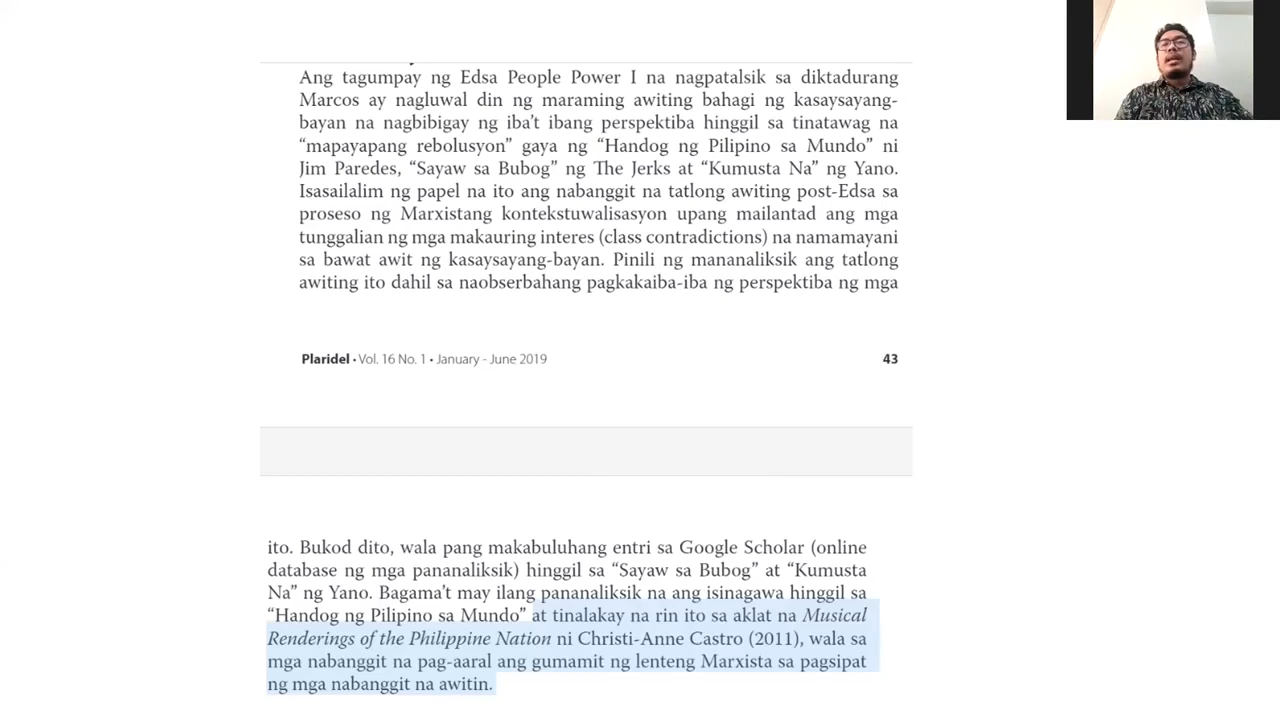 Ang tagumpay ng Edsa People Power I na nagpatalsik sa diktadurang
Marcos ay nagluwal din ng maraming awiting bahagi ng kasaysayang-
bayan na nagbibigay ng iba't ibang perspektiba hinggil sa tinatawag na
“mapayapang rebolusyon” gaya ng “Handog ng Pilipino sa Mundo” ni
Jim Paredes, “Sayaw sa Bubog” ng The Jerks at “Kumusta Na” ng Yano.
Isasailalim ng papel na ito ang nabanggit na tatlong awiting post-Edsa sa
proseso ng Marxistang kontekstuwalisasyon upang mailantad ang mga
tunggalian ng mga makauring interes (class contradictions) na namamayani
sa bawat awit ng kasaysayang-bayan. Pinili ng mananaliksik ang tatlong
awiting ito dahil sa naobserbahang pagkakaiba-iba ng perspektiba ng mga
Plaridel • Vol. 16 No. 1 • January - June 2019 43
ito. Bukod dito, wala pang makabuluhang entri sa Google Scholar (online
database ng mga pananaliksik) hinggil sa “Sayaw sa Bubog” at “Kumusta
Na” ng Yano. Bagama't may ilang pananaliksik na ang isinagawa hinggil sa
“Handog ng Pilipino sa Mundo” at tinalakay na rin ito sa aklat na Musical
Renderings of the Philippine Nation ni Christi-Anne Castro (2011), wala sa
mga nabanggit na pag-aaral ang gumamit ng lenteng Marxista sa pagsipat
ng mga nabanggit na awitin.